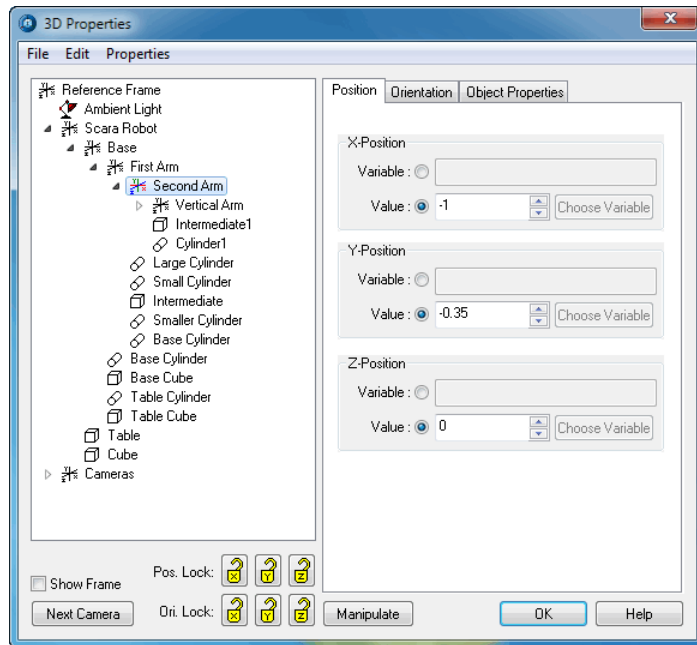 3D Properties
File Edit Properties
Reference Frame
Ambient Light
Scara Robot
Base
First Arm
Second Arm
Vertical Arm
Intermediate1
Cylinder1
Large Cylinder
Small Cylinder
Intermediate
Smaller Cylinder
Base Cylinder
Base Cylinder
Base Cube
Table Cylinder
Table Cube
Table
Cube
Cameras
Show Frame
Pos. Lock: X Y Z
Next Camera
Ori. Lock: X Y Z
Position Orientation Object Properties
X-Position
Variable :
Value : -1 Choose Variable
Y-Position
Variable :
Value : -0.35 Choose Variable
Z-Position
Variable :
Value : 0 Choose Variable
Manipulate OK Help